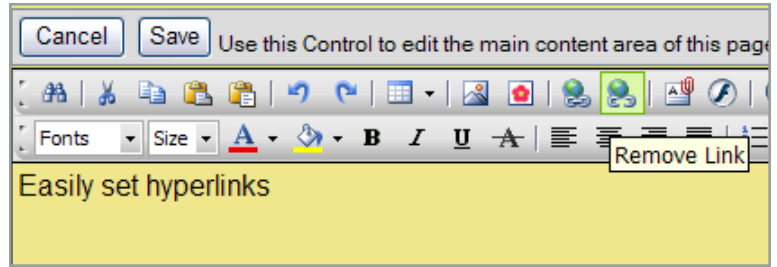 Cancel Save Use this Control to edit the main content area of this page
Fonts Size A B I U A
Remove Link
Easily set hyperlinks